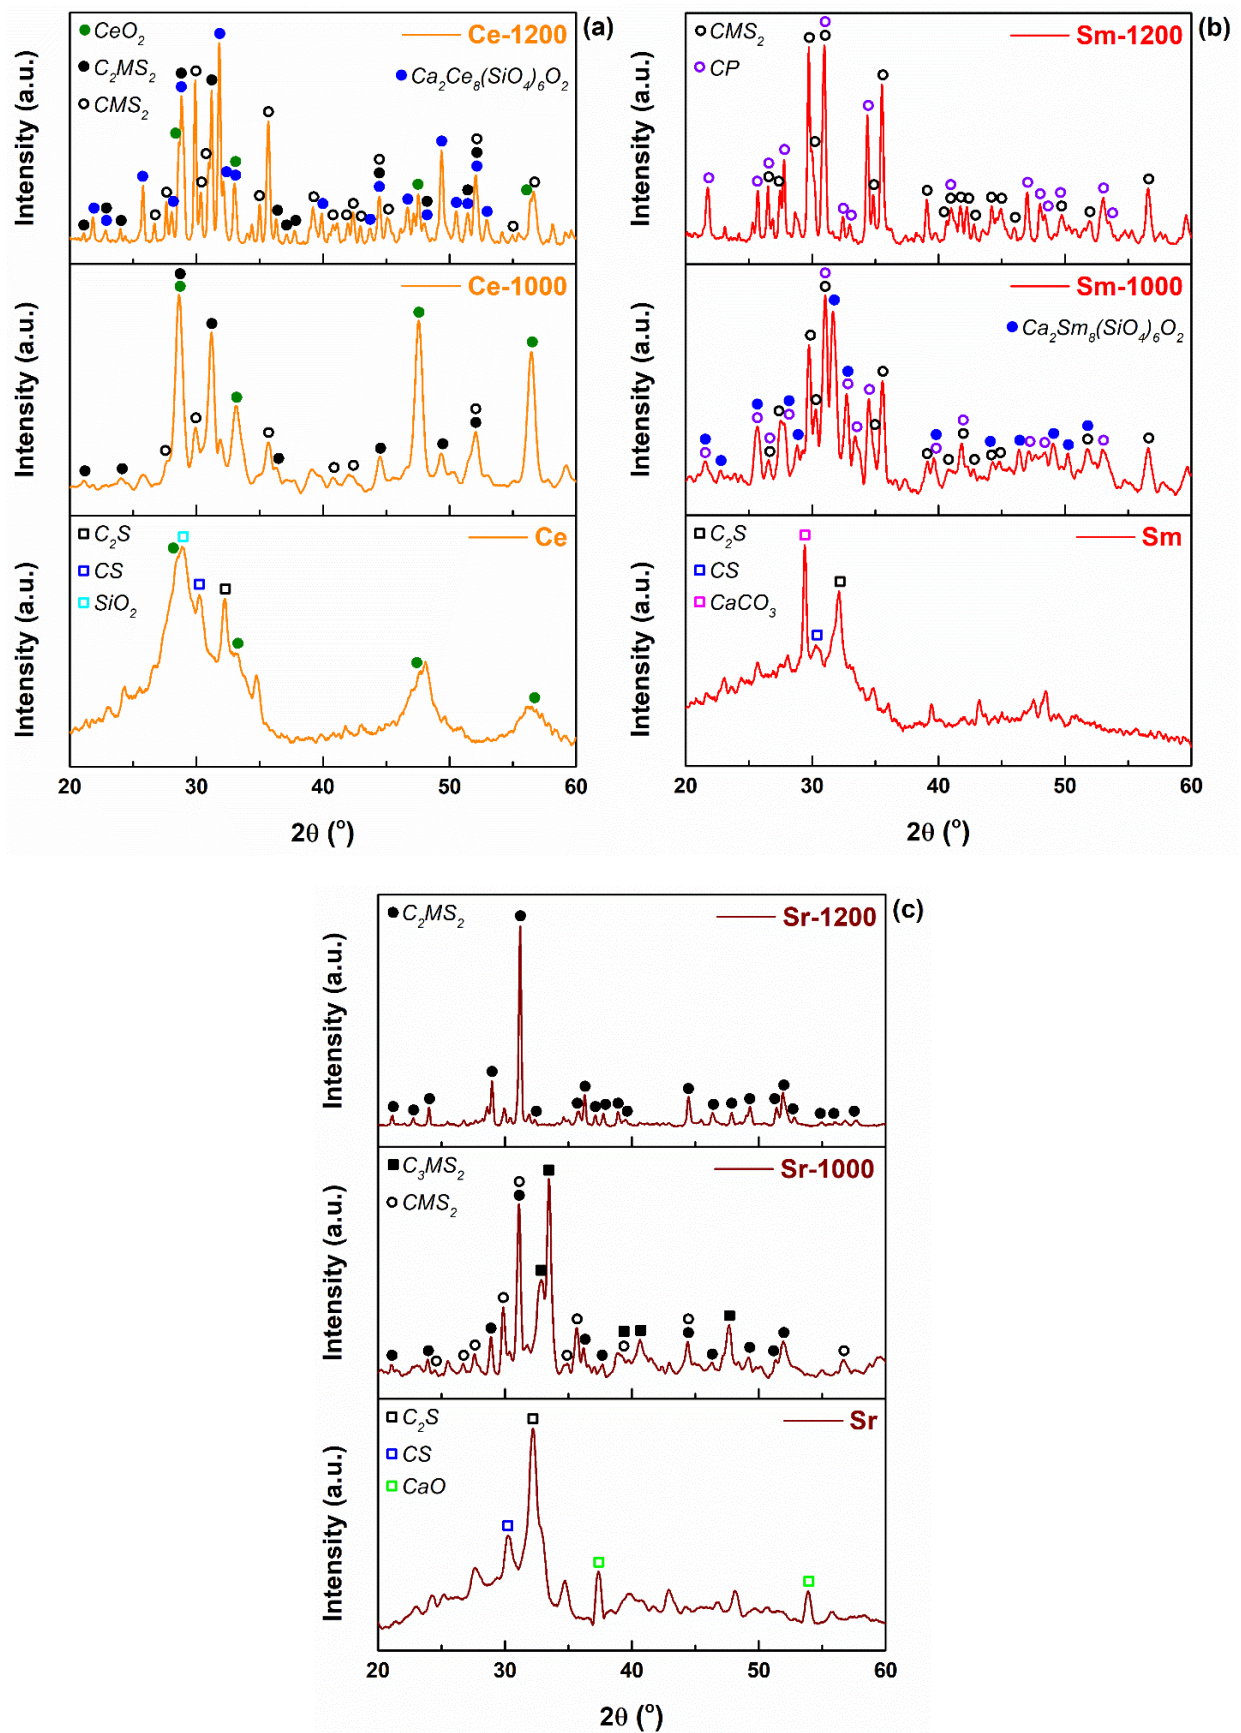 CeO2
Ce-1200
(a)
C2MS2
Ca2Ce8(SiO4)6O2
CMS2
Intensity (a.u.)
Ce-1000
Intensity (a.u.)
C2S
Ce
CS
SiO2
Intensity (a.u.)
20 30 40 50 60
2θ (o)
CMS2
Sm-1200
(b)
CP
Intensity (a.u.)
Sm-1000
Ca2Sm8(SiO4)6O2
Intensity (a.u.)
C2S
Sm
CS
CaCO3
Intensity (a.u.)
20 30 40 50 60
2θ (o)
C2MS2
Sr-1200
(c)
Intensity (a.u.)
C3MS2
Sr-1000
CMS2
Intensity (a.u.)
C2S
Sr
CS
CaO
Intensity (a.u.)
20 30 40 50 60
2θ (o)